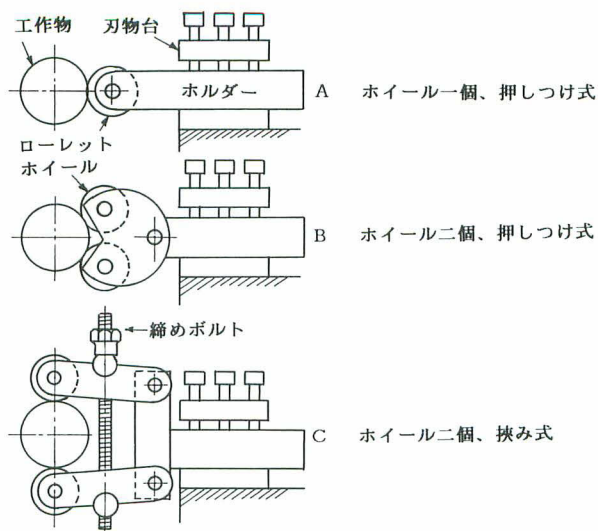 工作物
刃物台
ホルダー
A ホイール一個、押しつけ式
ローレット
ホイール
B ホイール二個、押しつけ式
締めボルト
C ホイール二個、挟み式